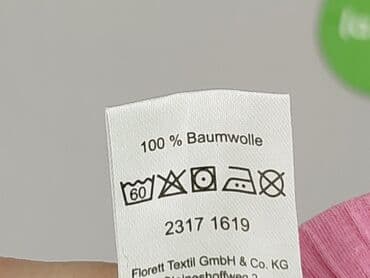 100 % Baumwolle
60
2317 1619
Florett Textil GmbH & Co. KG